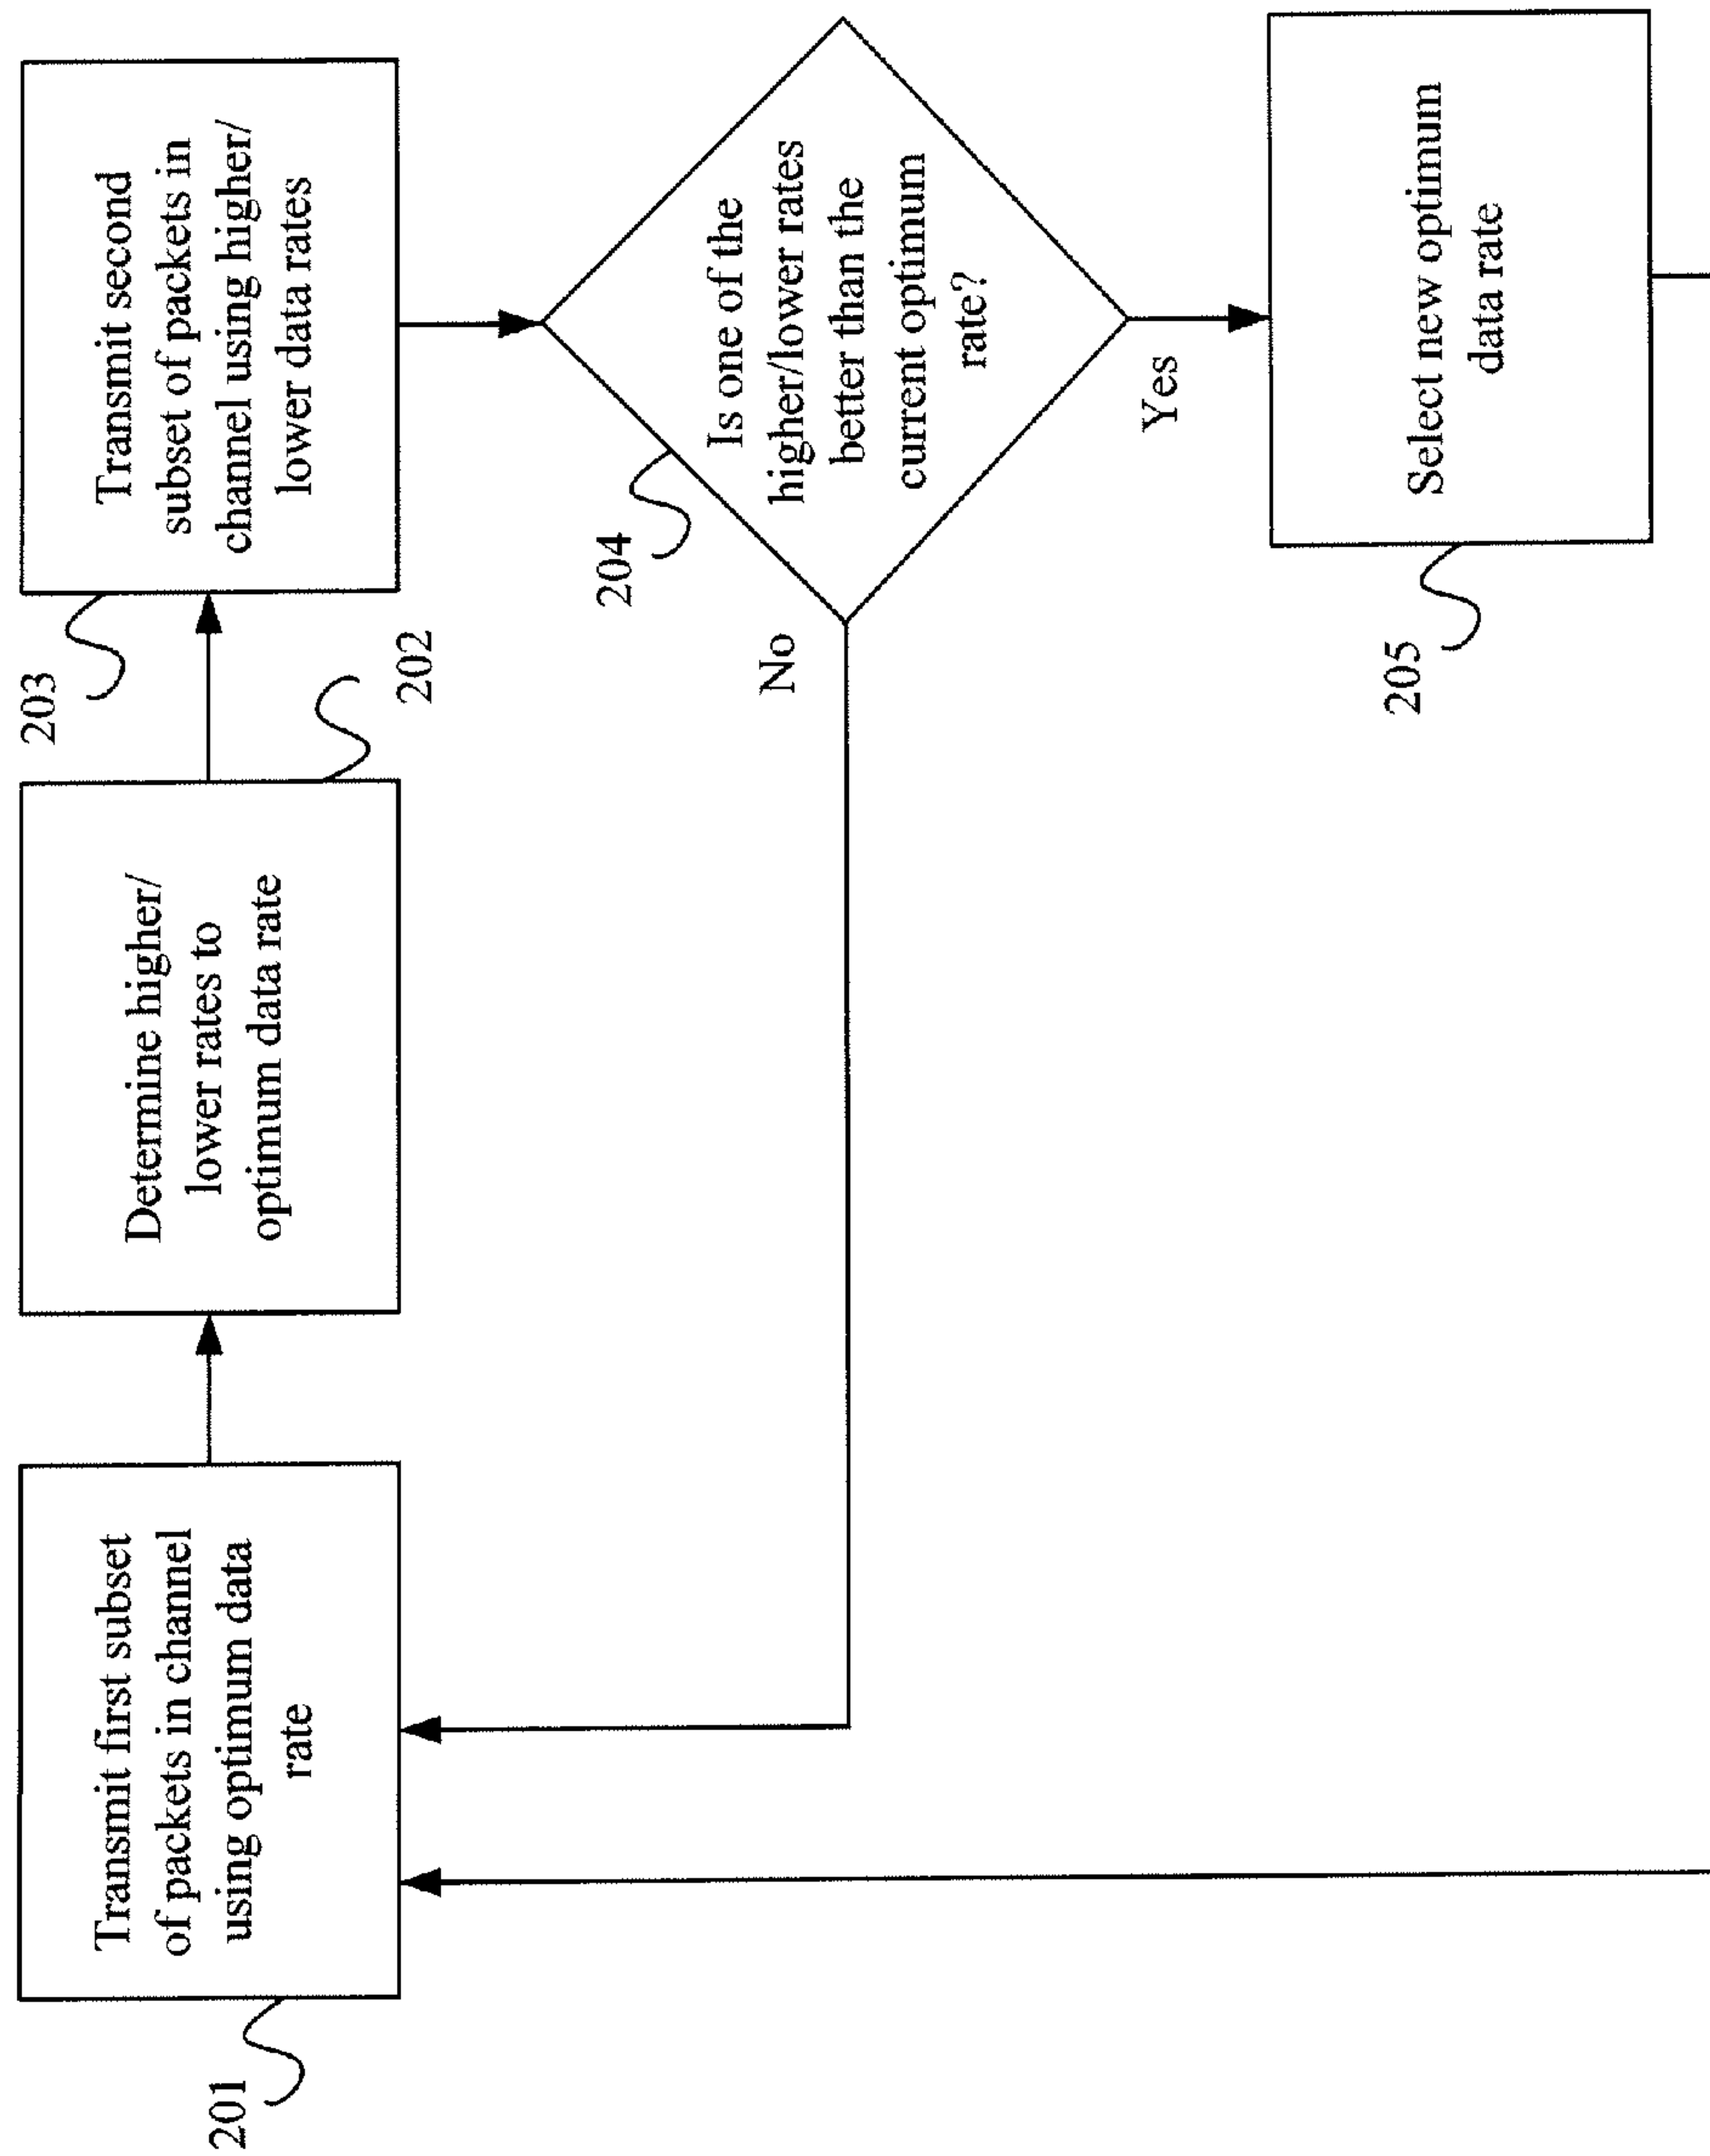 201
Transmit first subset
of packets in channel
using optimum data
rate
202
Determine higher/
lower rates to
optimum data rate
203
Transmit second
subset of packets in
channel using higher/
lower data rates
204
Is one of the
higher/lower rates
better than the
current optimum
rate?
No
Yes
205
Select new optimum
data rate